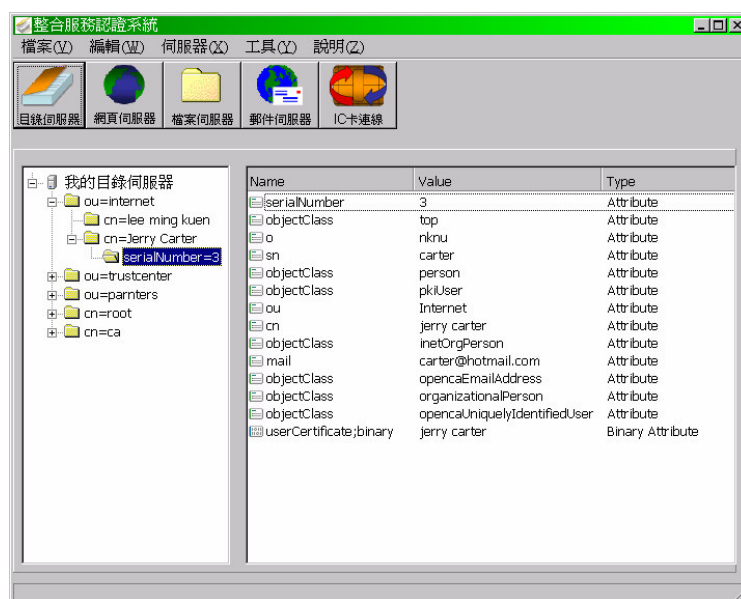 整合服務認證系統
檔案(V) 編輯(W) 伺服器(X) 工具(Y) 說明(Z)
目錄伺服器 網頁伺服器 檔案伺服器 郵件伺服器 IC卡連線
我的目錄伺服器
ou=internet
cn=lee ming kuen
cn=Jerry Carter
serialNumber=3
ou=trustcenter
ou=parnters
cn=root
cn=ca
Name Value Type
serialNumber 3 Attribute
objectClass top Attribute
o nknu Attribute
sn carter Attribute
objectClass person Attribute
objectClass pkiUser Attribute
ou Internet Attribute
cn jerry carter Attribute
objectClass inetOrgPerson Attribute
mail carter@hotmail.com Attribute
objectClass opencaEmailAddress Attribute
objectClass organizationalPerson Attribute
objectClass opencaUniquelyIdentifiedUser Attribute
userCertificate;binary jerry carter Binary Attribute